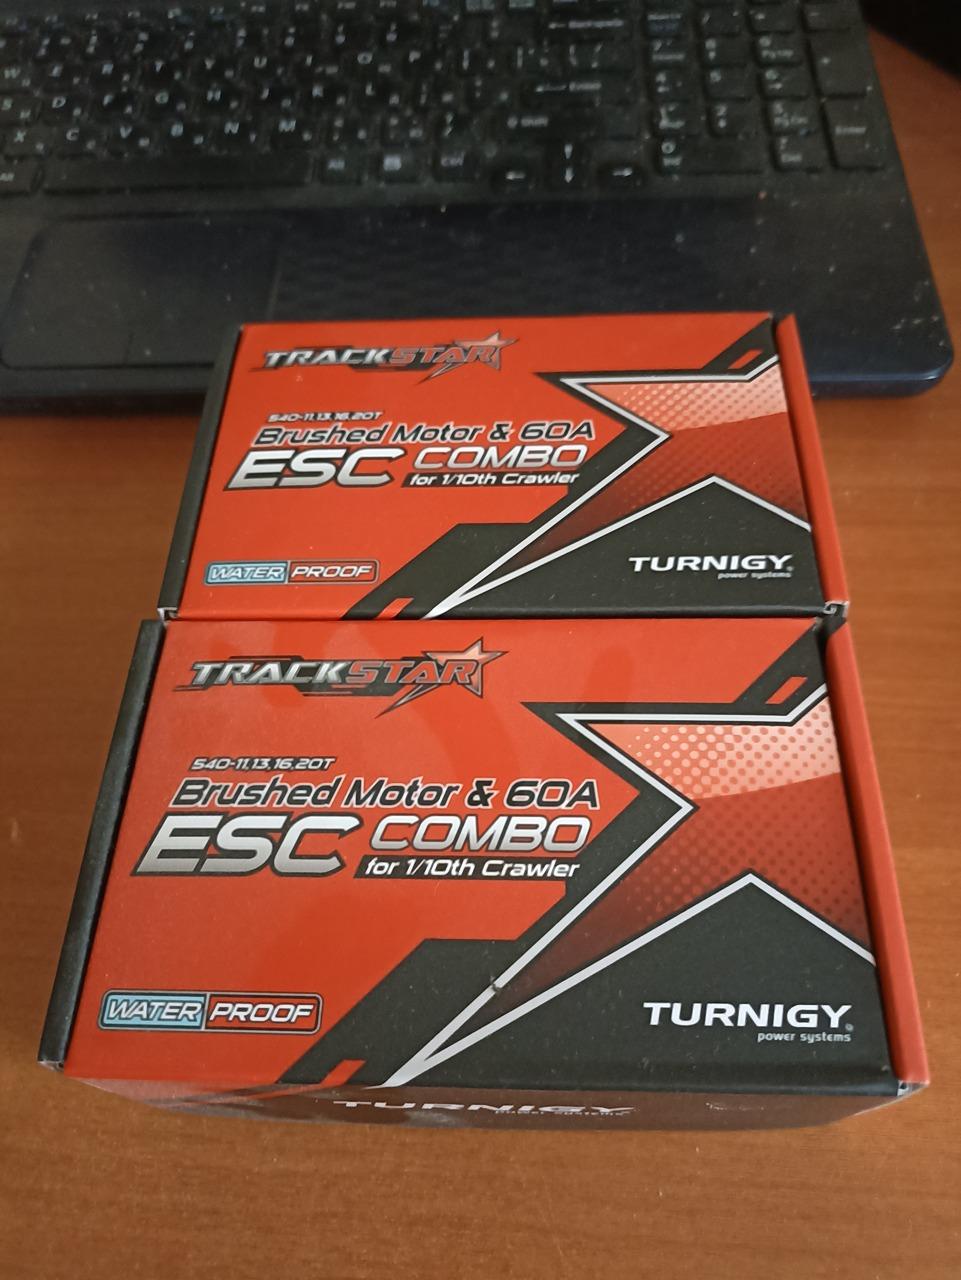 TRACKSTAR
540-11,13,16,20T
Brushed Motor & 60A
ESC COMBO
for 1/10th Crawler
WATER PROOF
TURNIGY
power systems
TRACKSTAR
540-11,13,16,20T
Brushed Motor & 60A
ESC COMBO
for 1/10th Crawler
WATER PROOF
TURNIGY
power systems
TURNIGY
power systems